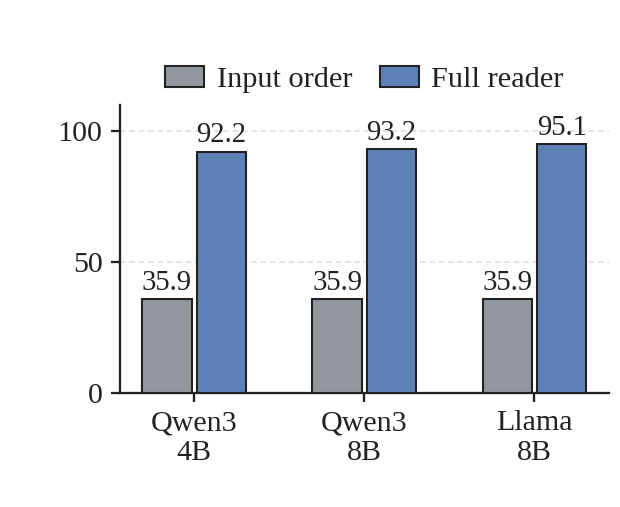 Input order Full reader
100
50
0
92.2
93.2
95.1
35.9
35.9
35.9
Qwen3
4B
Qwen3
8B
Llama
8B